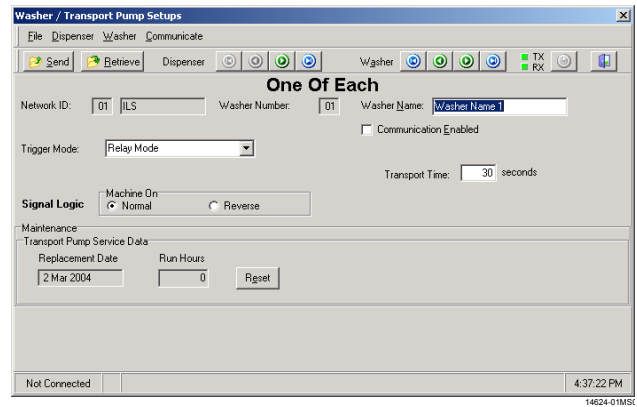 Washer / Transport Pump Setups
File Dispenser Washer Communicate
Send Retrieve Dispenser Washer TX RX
One Of Each
Network ID: 01 ILS Washer Number: 01 Washer Name: Washer Name 1
Communication Enabled
Trigger Mode: Relay Mode
Transport Time: 30 seconds
Machine On
Signal Logic Normal Reverse
Maintenance
Transport Pump Service Data
Replacement Date Run Hours
2 Mar 2004 0 Reset
Not Connected 4:37:22 PM
14624-01MS0